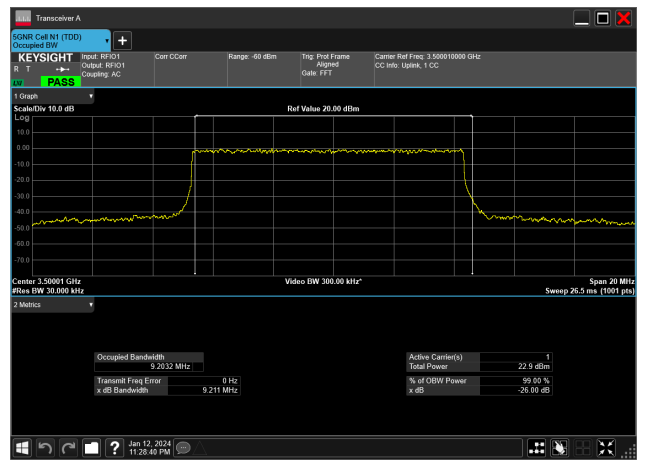 Transceiver A
5GNR Cell N1 (TDD)
Occupied BW
KEYSIGHT
R T
PASS
Input: RFIO1
Output: RFIO1
Coupling: AC
Corr CCorr
Range: -60 dBm
Trig: Prot Frame
Aligned
Gate: FFT
Carrier Ref Freq: 3.500010000 GHz
CC Info: Uplink, 1 CC
1 Graph
Scale/Div 10.0 dB
Ref Value 20.00 dBm
Log
10.0
0.00
-10.0
-20.0
-30.0
-40.0
-50.0
-60.0
-70.0
Center 3.50001 GHz
Video BW 300.00 kHz*
Span 20 MHz
#Res BW 30.000 kHz
Sweep 26.5 ms (1001 pts)
2 Metrics
Occupied Bandwidth
9.2032 MHz
Active Carrier(s) 1
Total Power 22.9 dBm
Transmit Freq Error 0 Hz
x dB Bandwidth 9.211 MHz
% of OBW Power 99.00 %
x dB -26.00 dB
?
Jan 12, 2024
11:28:40 PM